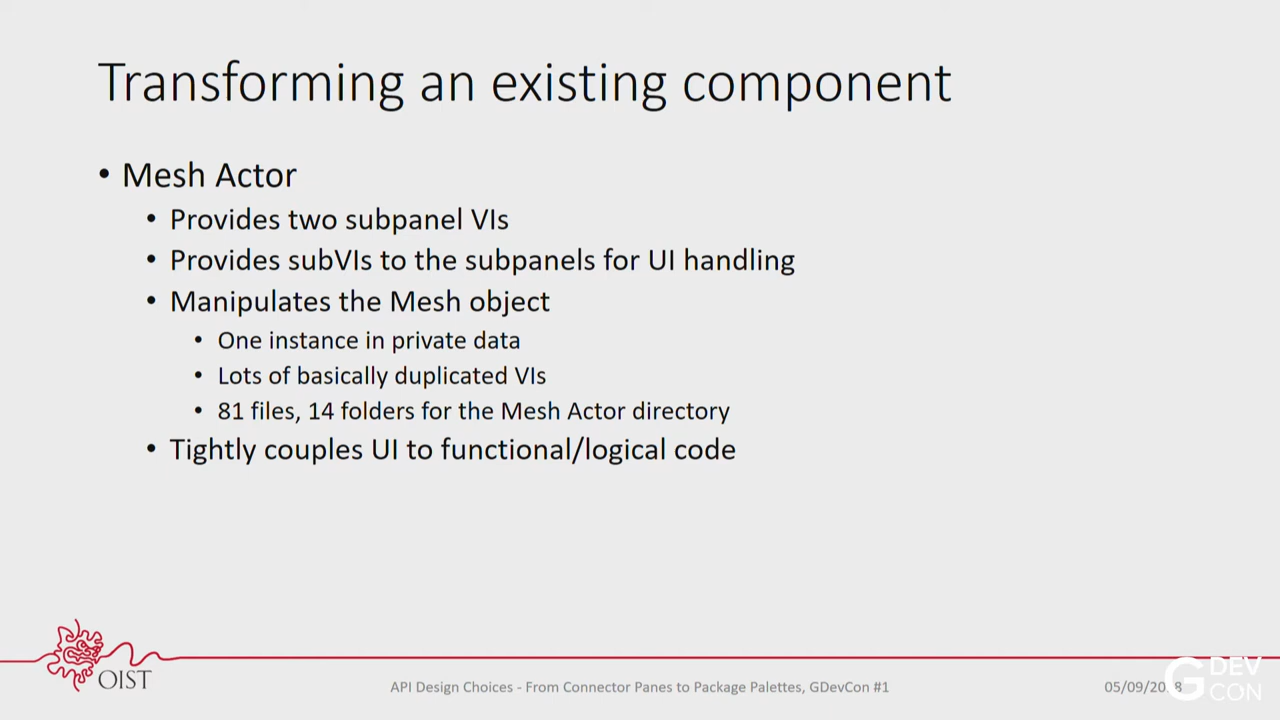 Transforming an existing component
• Mesh Actor
• Provides two subpanel VIs
• Provides subVIs to the subpanels for UI handling
• Manipulates the Mesh object
• One instance in private data
• Lots of basically duplicated VIs
• 81 files, 14 folders for the Mesh Actor directory
• Tightly couples UI to functional/logical code
OIST
API Design Choices - From Connector Panes to Package Palettes, GDevCon #1
05/09/2018
G DEV
CON